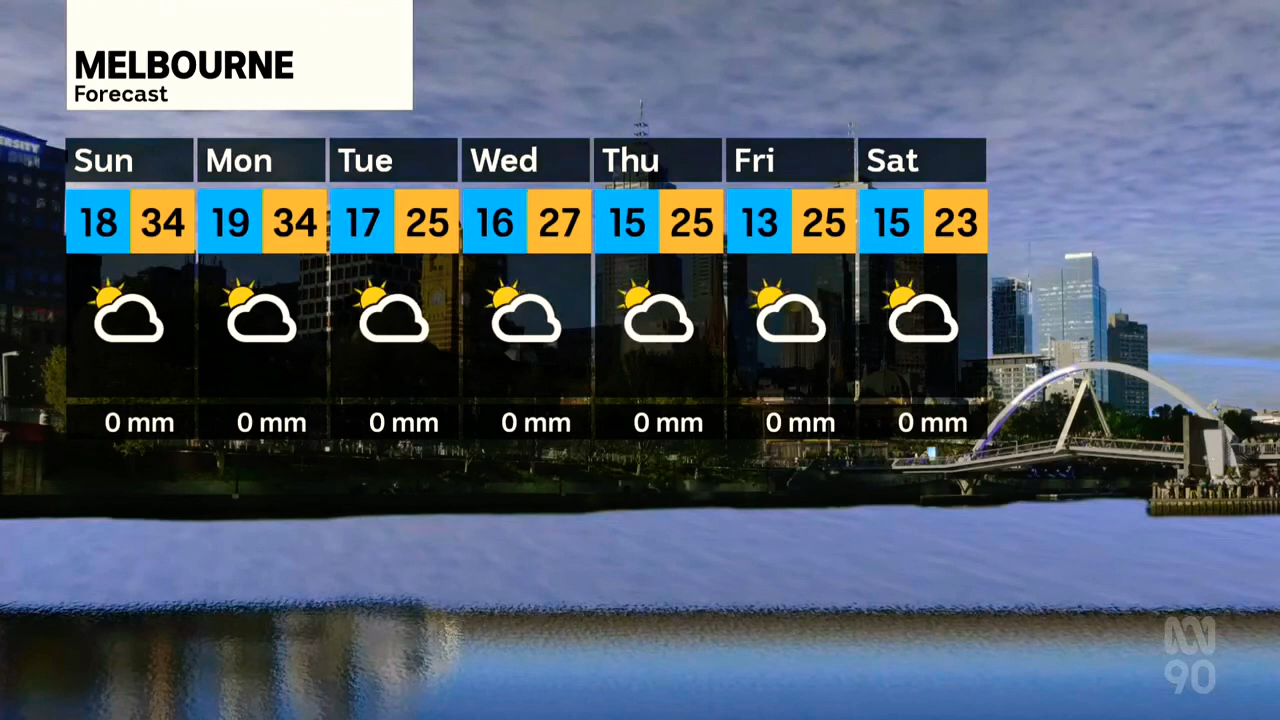 MELBOURNE
Forecast
Sun Mon Tue Wed Thu Fri Sat
18 34 19 34 17 25 16 27 15 25 13 25 15 23
0 mm 0 mm 0 mm 0 mm 0 mm 0 mm 0 mm
90